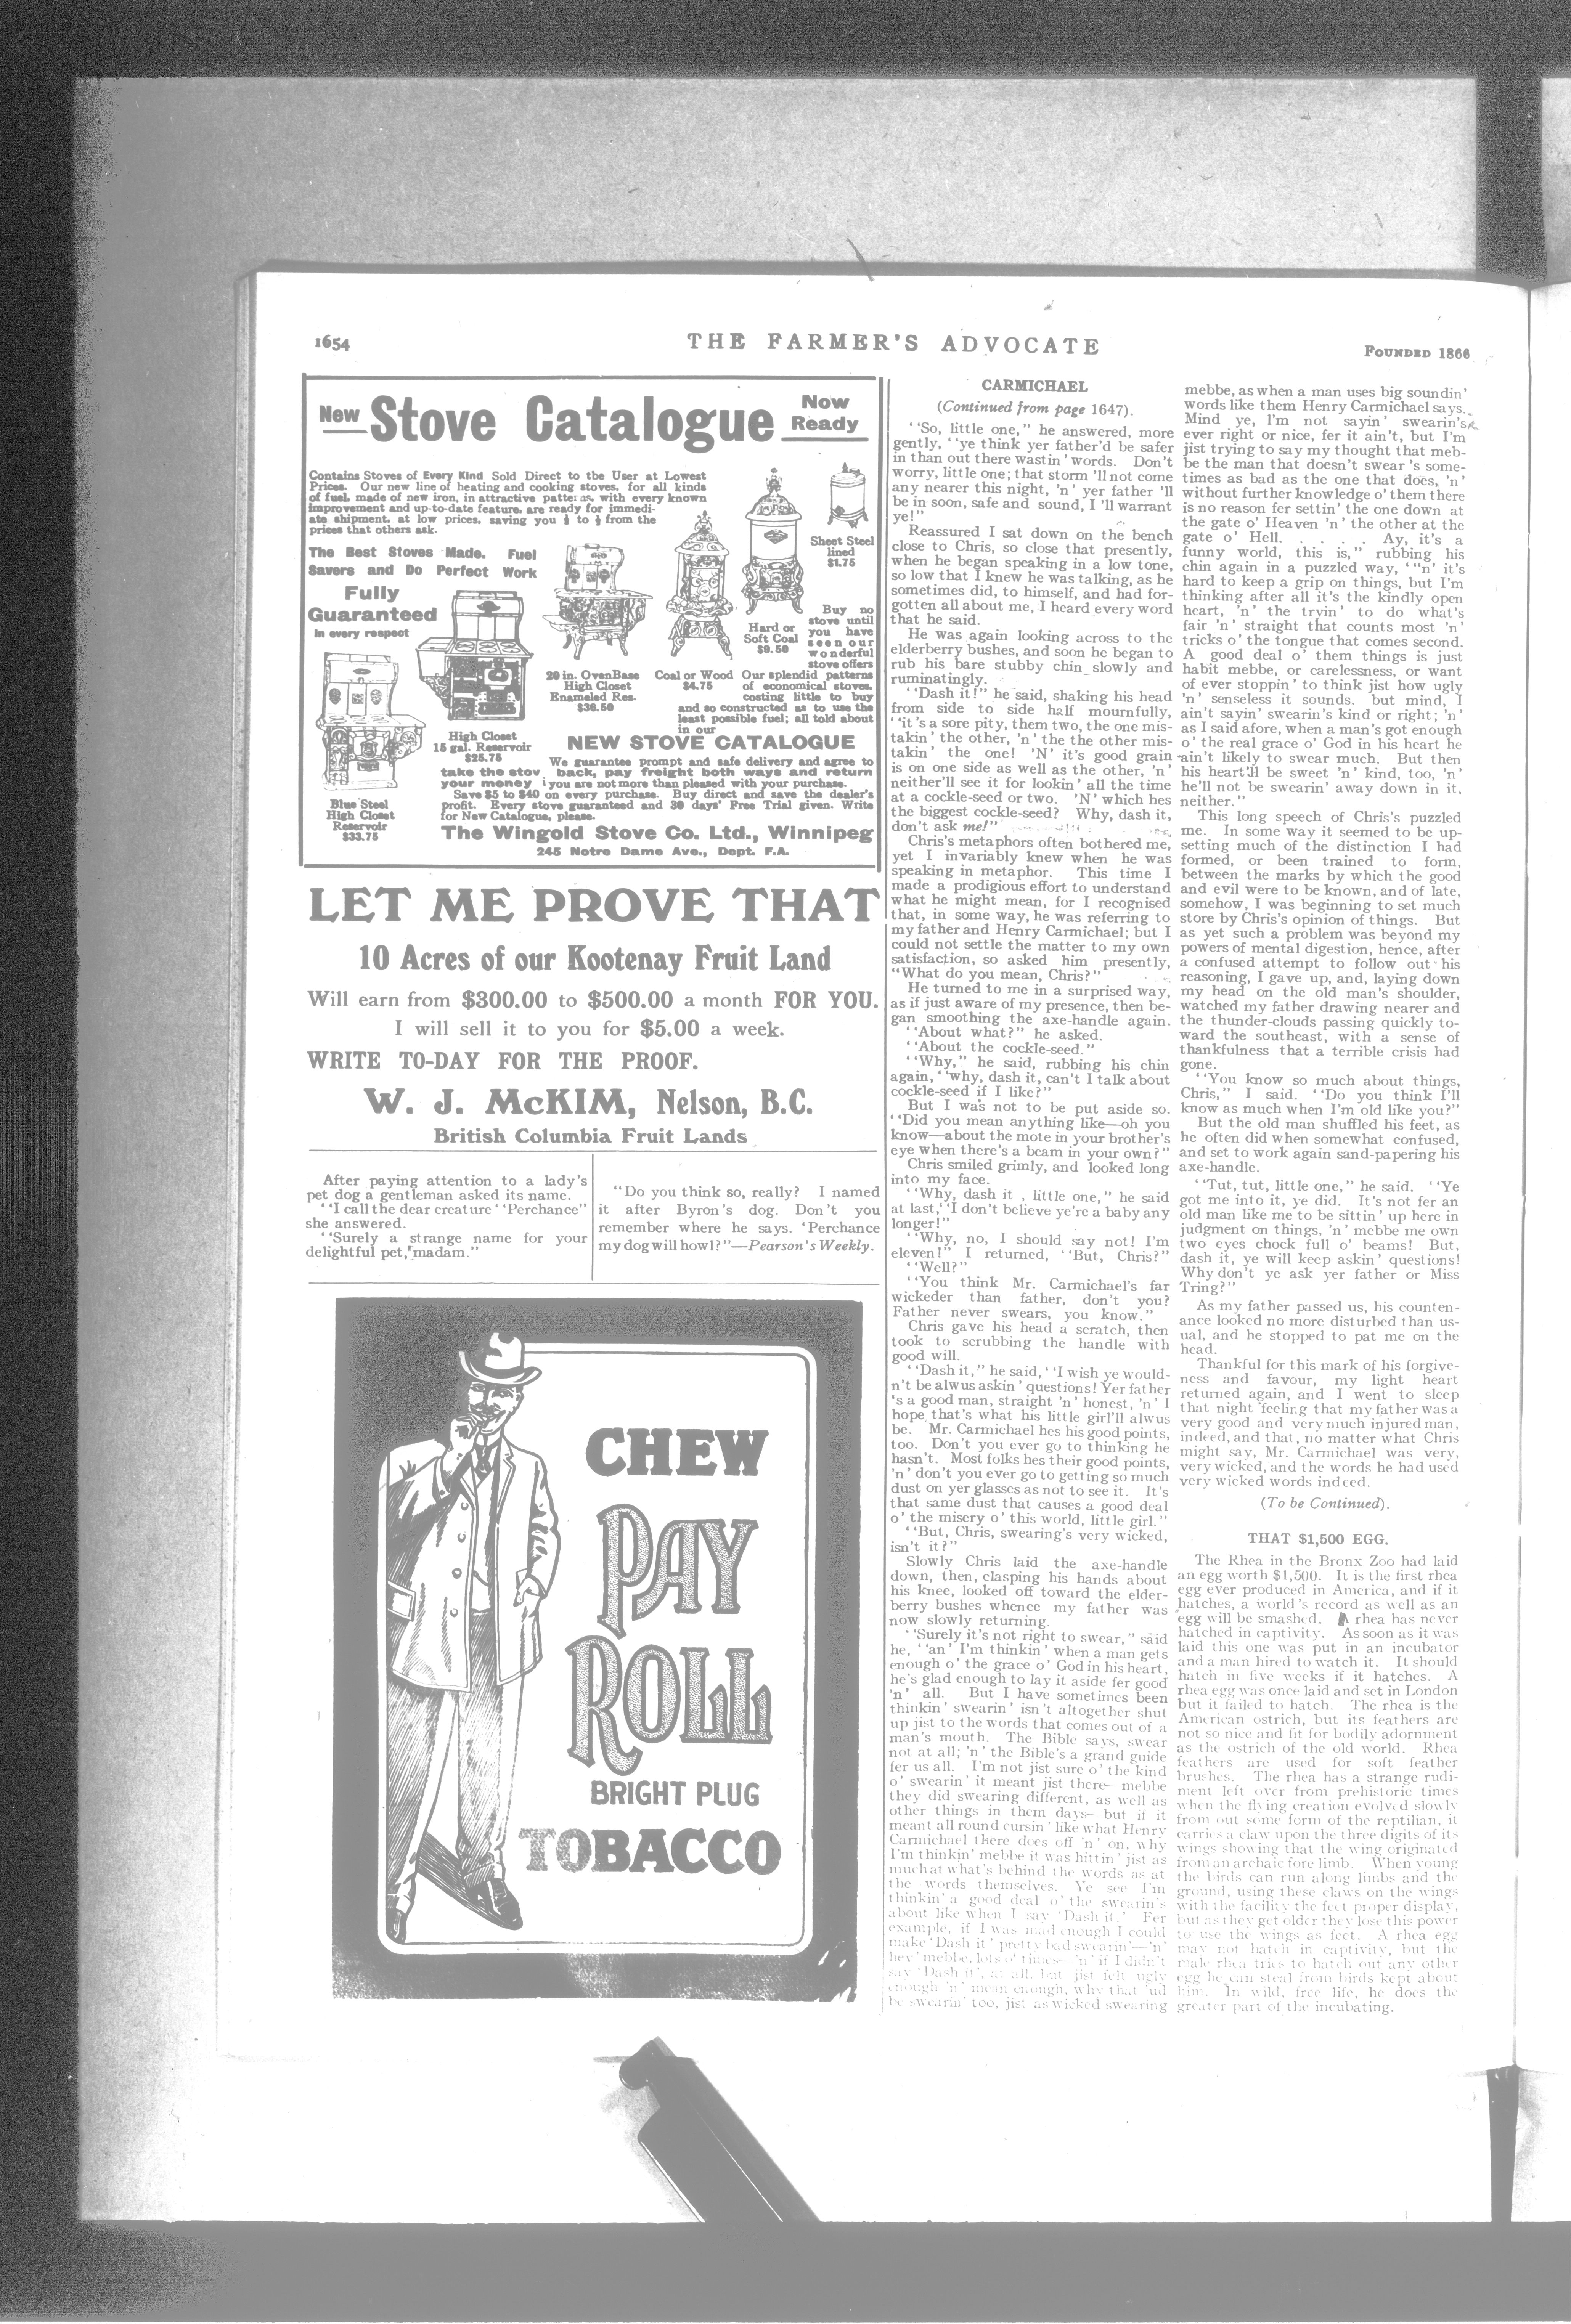 1654
THE FARMER'S ADVOCATE
FOUNDED 1866
New Stove Catalogue Now Ready
Contains Stoves of Every Kind Sold Direct to the User at Lowest
Prices. Our new line of heating and cooking stoves, for all kinds
of fuel, made of new iron, in attractive patterns, with every known
improvement and up-to-date feature, are ready for immedi-
ate shipment, at low prices, saving you ⅓ to ½ from the
prices that others ask.
The Best Stoves Made. Fuel
Savers and Do Perfect Work
Fully
Guaranteed
in every respect
Sheet Steel
lined
$1.75
Hard or
Soft Coal
$9.50
Buy no
stove until
you have
seen our
wonderful
stove offers
20 in. Oven Base
High Closet
Enameled Res.
$36.50
Coal or Wood
$4.75
Our splendid patterns
of economical stoves,
costing little to buy
and so constructed as to use the
least possible fuel; all told about
in our
NEW STOVE CATALOGUE
High Closet
15 gal. Reservoir
$25.75
Blue Steel
High Closet
Reservoir
$33.75
We guarantee prompt and safe delivery and agree to
take the stov back, pay freight both ways and return
your money if you are not more than pleased with your purchase.
Save $5 to $40 on every purchase. Buy direct and save the dealer's
profit. Every stove guaranteed and 30 days' Free Trial given. Write
for New Catalogue, please.
The Wingold Stove Co. Ltd., Winnipeg
245 Notre Dame Ave., Dept. F.A.
LET ME PROVE THAT
10 Acres of our Kootenay Fruit Land
Will earn from $300.00 to $500.00 a month FOR YOU.
I will sell it to you for $5.00 a week.
WRITE TO-DAY FOR THE PROOF.
W. J. McKIM, Nelson, B.C.
British Columbia Fruit Lands
After paying attention to a lady's
pet dog a gentleman asked its name.
"I call the dear creature "Perchance"
she answered.
"Surely a strange name for your
delightful pet, madam."
"Do you think so, really? I named
it after Byron's dog. Don't you
remember where he says. 'Perchance
my dog will howl?"—Pearson's Weekly.
CHEW
PAY
ROLL
BRIGHT PLUG
TOBACCO
CARMICHAEL
(Continued from page 1647).
"So, little one," he answered, more
gently, "ye think yer father'd be safer
in than out there wastin' words. Don't
worry, little one; that storm 'll not come
any nearer this night, 'n' yer father 'll
be in soon, safe and sound, I 'll warrant
ye!"
Reassured I sat down on the bench
close to Chris, so close that presently,
when he began speaking in a low tone,
so low that I knew he was talking, as he
sometimes did, to himself, and had for-
gotten all about me, I heard every word
that he said.
He was again looking across to the
elderberry bushes, and soon he began to
rub his bare stubby chin slowly and
ruminatingly.
"Dash it!" he said, shaking his head
from side to side half mournfully,
"it's a sore pity, them two, the one mis-
takin' the other, 'n' the the other mis-
takin' the one! 'N' it's good grain
is on one side as well as the other, 'n'
neither'll see it for lookin' all the time
at a cockle-seed or two. 'N' which hes
the biggest cockle-seed? Why, dash it,
don't ask me!"
Chris's metaphors often bothered me,
yet I invariably knew when he was
speaking in metaphor. This time I
made a prodigious effort to understand
what he might mean, for I recognised
that, in some way, he was referring to
my father and Henry Carmichael; but I
could not settle the matter to my own
satisfaction, so asked him presently,
"What do you mean, Chris?"
He turned to me in a surprised way,
as if just aware of my presence, then be-
gan smoothing the axe-handle again.
"About what?" he asked.
"About the cockle-seed."
"Why," he said, rubbing his chin
again, "why, dash it, can't I talk about
cockle-seed if I like?"
But I was not to be put aside so.
"Did you mean anything like—oh you
know—about the mote in your brother's
eye when there's a beam in your own?"
Chris smiled grimly, and looked long
into my face.
"Why, dash it , little one," he said
at last, "I don't believe ye're a baby any
longer!"
"Why, no, I should say not! I'm
eleven!" I returned, "But, Chris?"
"Well?"
"You think Mr. Carmichael's far
wickeder than father, don't you?
Father never swears, you know."
Chris gave his head a scratch, then
took to scrubbing the handle with
good will.
"Dash it," he said, "I wish ye would-
n't be alwus askin' questions! Yer father
's a good man, straight 'n' honest, 'n' I
hope that's what his little girl'll alwus
be. Mr. Carmichael hes his good points,
too. Don't you ever go to thinking he
hasn't. Most folks hes their good points,
'n' don't you ever go to getting so much
dust on yer glasses as not to see it. It's
that same dust that causes a good deal
o' the misery o' this world, little girl."
"But, Chris, swearing's very wicked,
isn't it?"
Slowly Chris laid the axe-handle
down, then, clasping his hands about
his knee, looked off toward the elder-
berry bushes whence my father was
now slowly returning.
"Surely it's not right to swear," said
he, "an' I'm thinkin' when a man gets
enough o' the grace o' God in his heart,
he's glad enough to lay it aside fer good
'n' all. But I have sometimes been
thinkin' swearin' isn't altogether shut
up jist to the words that comes out of a
man's mouth. The Bible says, swear
not at all; 'n' the Bible's a grand guide
fer us all. I'm not jist sure o' the kind
o' swearin' it meant jist there—mebbe
they did swearing different, as well as
other things in them days—but if it
meant all round cursin' like what Henry
Carmichael there does off 'n' on, why
I'm thinkin' mebbe it was hittin' jist as
much at what's behind the words as at
the words themselves. Ye see I'm
thinkin' a good deal o' the swearin's
about like when I say 'Dash it.' Fer
example, if I was mad enough I could
make 'Dash it' pretty bad swearin'—'n'
hev' mebbe, lots o' times—'n' if I didn't
say 'Dash it', at all, but jist felt ugly
enough 'n' mean enough, why that 'ud
be swearin' too, jist as wicked swearing
mebbe, as when a man uses big soundin'
words like them Henry Carmichael says.
Mind ye, I'm not sayin' swearin's
ever right or nice, fer it ain't, but I'm
jist trying to say my thought that meb-
be the man that doesn't swear 's some-
times as bad as the one that does, 'n'
without further knowledge o' them there
is no reason fer settin' the one down at
the gate o' Heaven 'n' the other at the
gate o' Hell. . . . . . Ay, it's a
funny world, this is," rubbing his
chin again in a puzzled way, "'n' it's
hard to keep a grip on things, but I'm
thinking after all it's the kindly open
heart, 'n' the tryin' to do what's
fair 'n' straight that counts most 'n'
tricks o' the tongue that comes second.
A good deal o' them things is just
habit mebbe, or carelessness, or want
of ever stoppin' to think jist how ugly
'n' senseless it sounds. but mind, I
ain't sayin' swearin's kind or right; 'n'
as I said afore, when a man's got enough
o' the real grace o' God in his heart he
ain't likely to swear much. But then
his heart'll be sweet 'n' kind, too, 'n'
he'll not be swearin' away down in it,
neither."
This long speech of Chris's puzzled
me. In some way it seemed to be up-
setting much of the distinction I had
formed, or been trained to form,
between the marks by which the good
and evil were to be known, and of late,
somehow, I was beginning to set much
store by Chris's opinion of things. But
as yet such a problem was beyond my
powers of mental digestion, hence, after
a confused attempt to follow out his
reasoning, I gave up, and, laying down
my head on the old man's shoulder,
watched my father drawing nearer and
the thunder-clouds passing quickly to-
ward the southeast, with a sense of
thankfulness that a terrible crisis had
gone.
"You know so much about things,
Chris," I said. "Do you think I'll
know as much when I'm old like you?"
But the old man shuffled his feet, as
he often did when somewhat confused,
and set to work again sand-papering his
axe-handle.
"Tut, tut, little one," he said. "Ye
got me into it, ye did. It's not fer an
old man like me to be sittin' up here in
judgment on things, 'n' mebbe me own
two eyes chock full o' beams! But,
dash it, ye will keep askin' questions!
Why don't ye ask yer father or Miss
Tring?"
As my father passed us, his counten-
ance looked no more disturbed than us-
ual, and he stopped to pat me on the
head.
Thankful for this mark of his forgive-
ness and favour, my light heart
returned again, and I went to sleep
that night feeling that my father was a
very good and very much injured man,
indeed, and that, no matter what Chris
might say, Mr. Carmichael was very,
very wicked, and the words he had used
very wicked words indeed.
(To be Continued).
THAT $1,500 EGG.
The Rhea in the Bronx Zoo had laid
an egg worth $1,500. It is the first rhea
egg ever produced in America, and if it
hatches, a world's record as well as an
egg will be smashed. A rhea has never
hatched in captivity. As soon as it was
laid this one was put in an incubator
and a man hired to watch it. It should
hatch in five weeks if it hatches. A
rhea egg was once laid and set in London
but it failed to hatch. The rhea is the
American ostrich, but its feathers are
not so nice and fit for bodily adornment
as the ostrich of the old world. Rhea
feathers are used for soft feather
brushes. The rhea has a strange rudi-
ment left over from prehistoric times
when the flying creation evolved slowly
from out some form of the reptilian, it
carries a claw upon the three digits of its
wings showing that the wing originated
from an archaic fore limb. When young
the birds can run along limbs and the
ground, using these claws on the wings
with the facility the feet proper display,
but as they get older they lose this power
to use the wings as feet. A rhea egg
may not hatch in captivity, but the
male rhea tries to hatch out any other
egg he can steal from birds kept about
him. In wild, free life, he does the
greater part of the incubating.